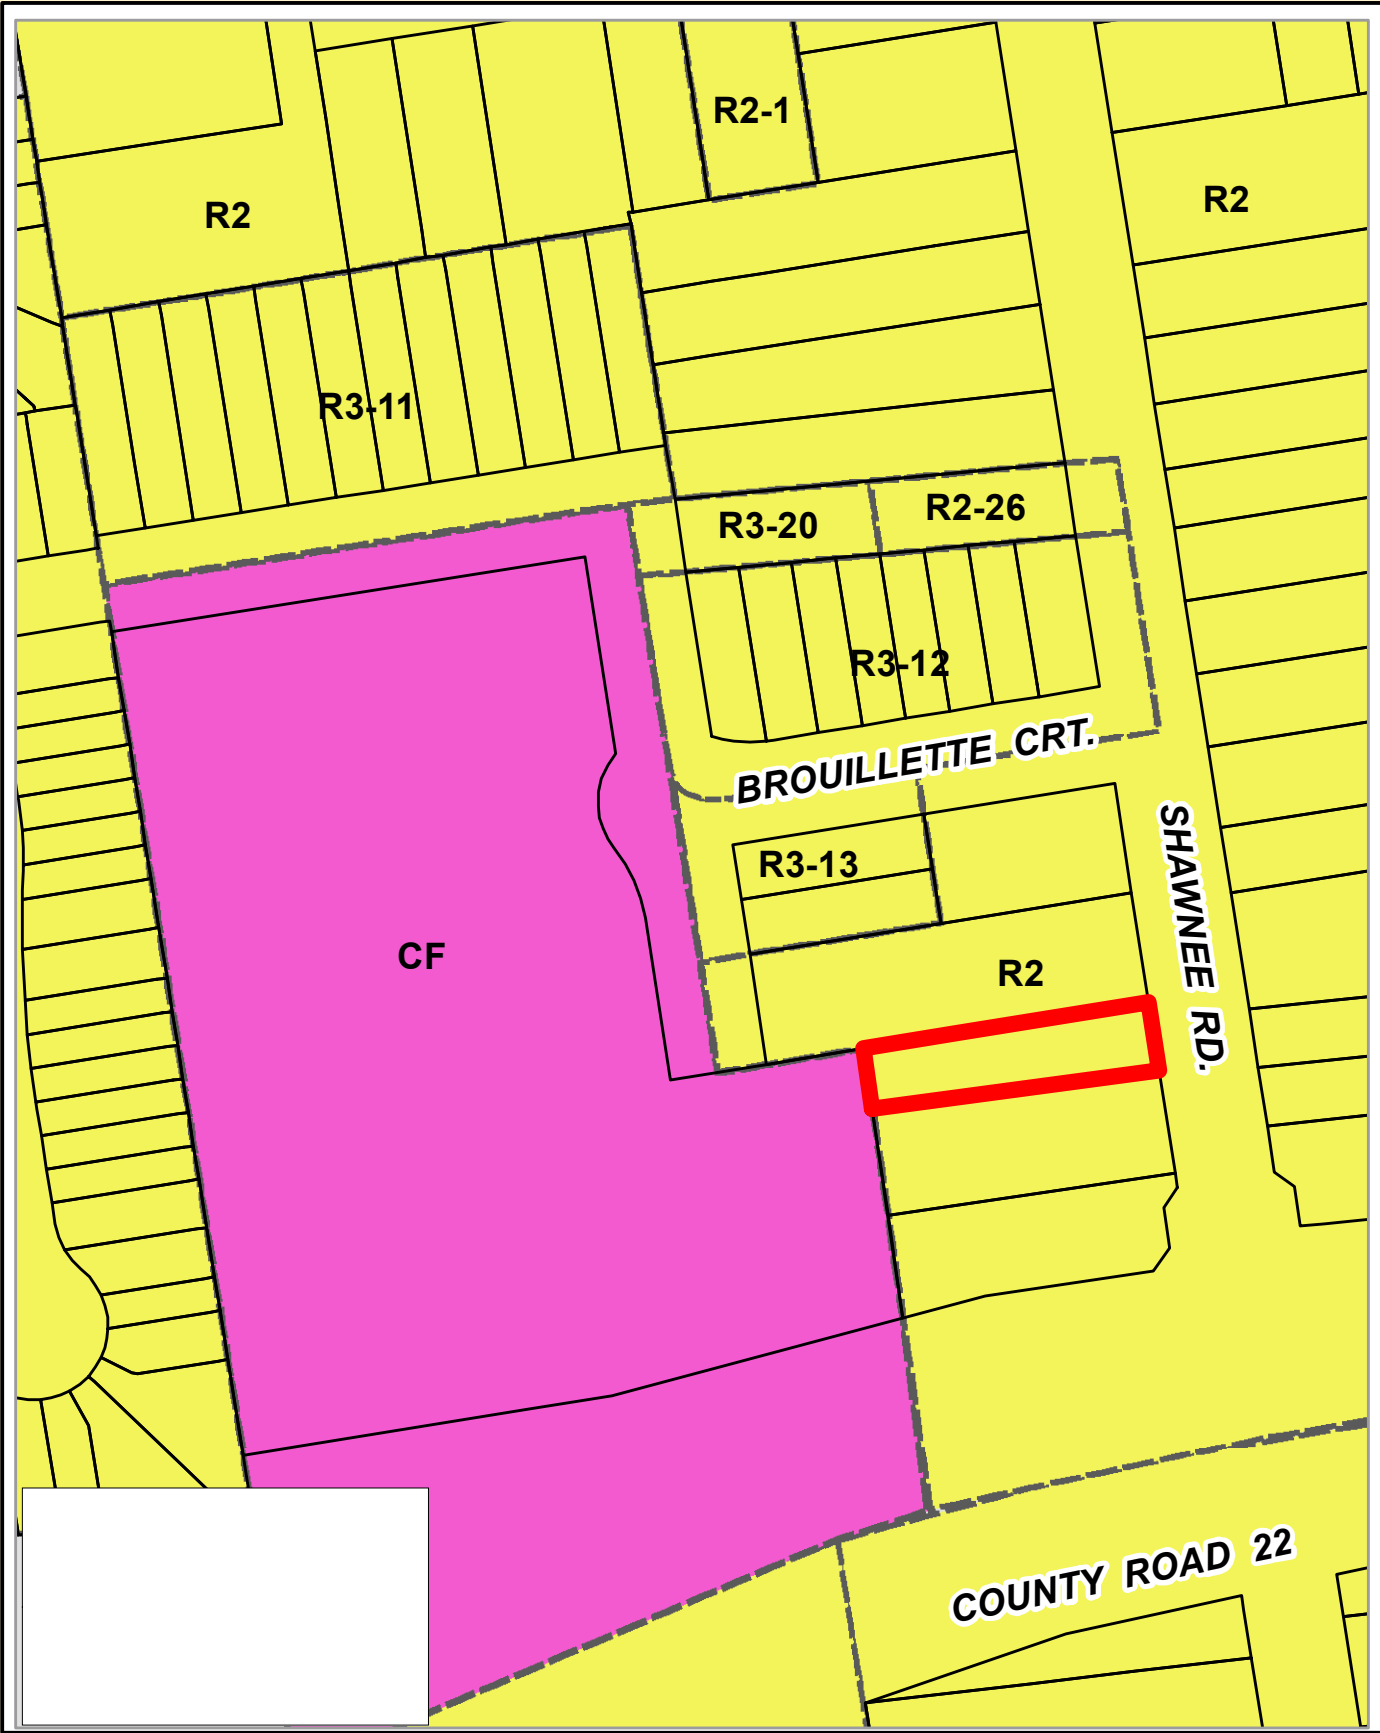 R2-1
R2
R2
R3-11
R3-20
R2-26
R3-12
BROUILLETTE CRT.
R3-13
SHAWNEE RD.
CF
R2
COUNTY ROAD 22